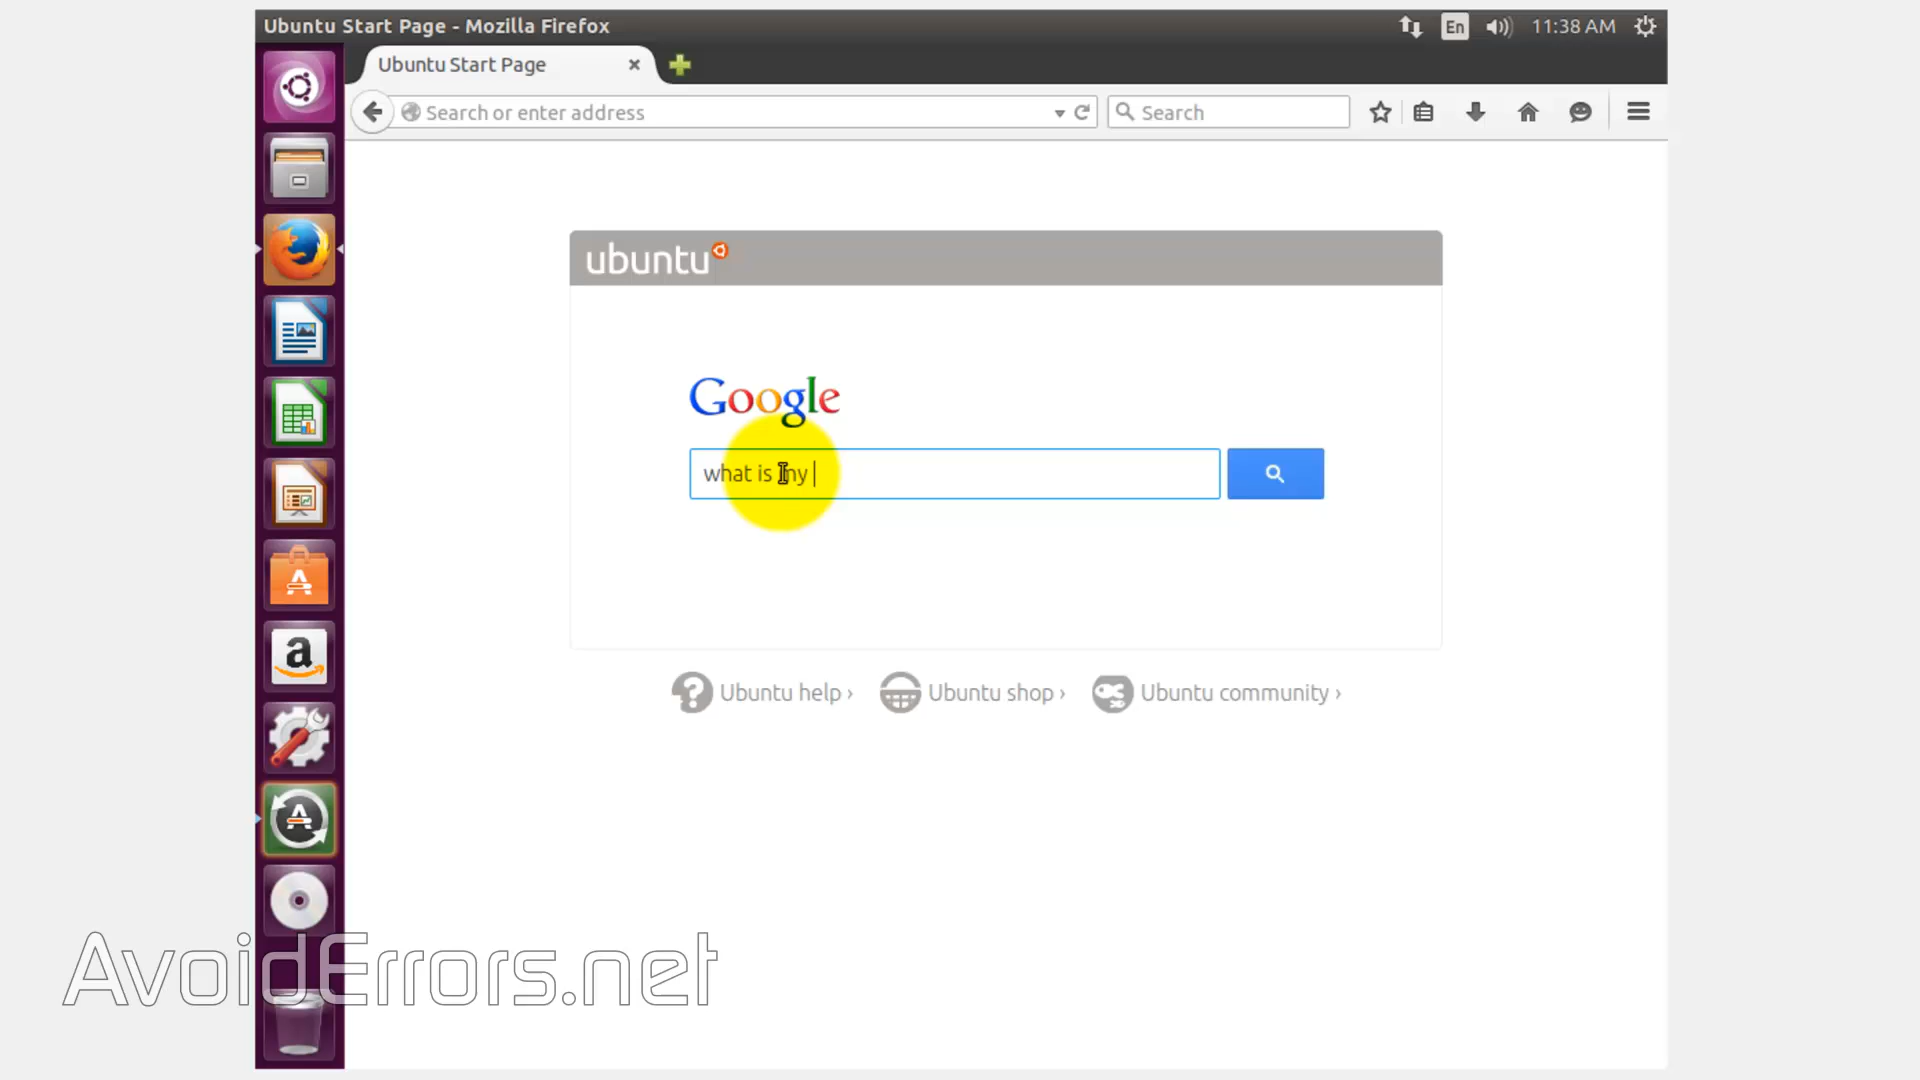 Ubuntu Start Page - Mozilla Firefox
En
11:38 AM
Ubuntu Start Page
Search or enter address
Search
ubuntu
Google
what is my
Ubuntu help ›
Ubuntu shop ›
Ubuntu community ›
a
AvoidErrors.net